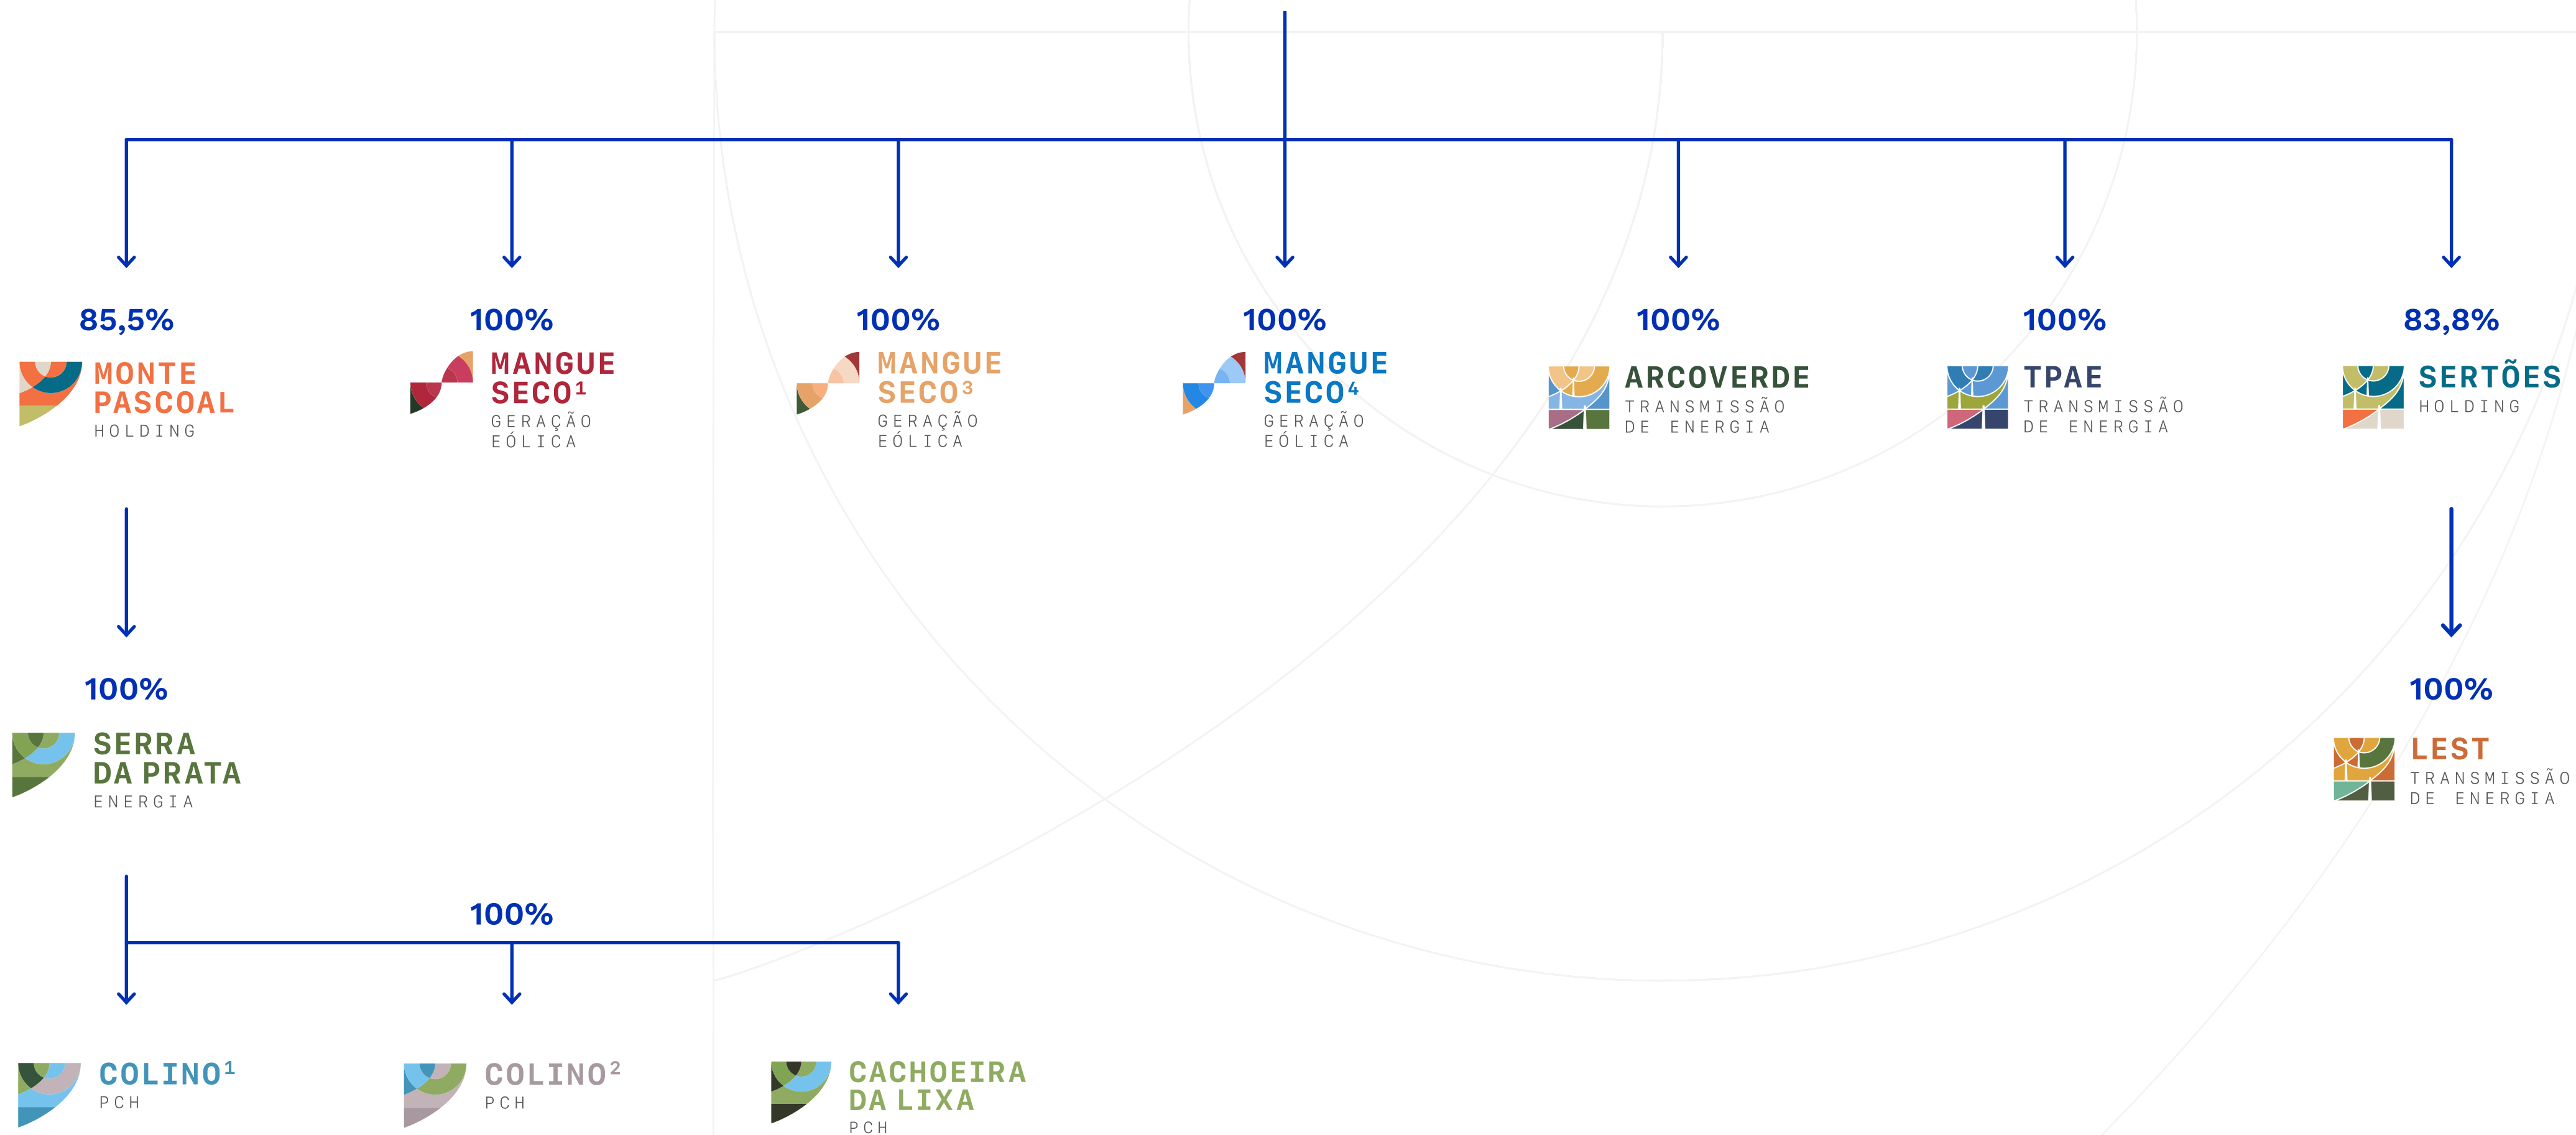 85,5%
MONTE
PASCOAL
HOLDING
100%
MANGUE
SECO¹
GERAÇÃO
EÓLICA
100%
MANGUE
SECO³
GERAÇÃO
EÓLICA
100%
MANGUE
SECO⁴
GERAÇÃO
EÓLICA
100%
ARCOVERDE
TRANSMISSÃO
DE ENERGIA
100%
TPAE
TRANSMISSÃO
DE ENERGIA
83,8%
SERTÕES
HOLDING
100%
SERRA
DA PRATA
ENERGIA
100%
LEST
TRANSMISSÃO
DE ENERGIA
100%
COLINO¹
PCH
COLINO²
PCH
CACHOEIRA
DA LIXA
PCH